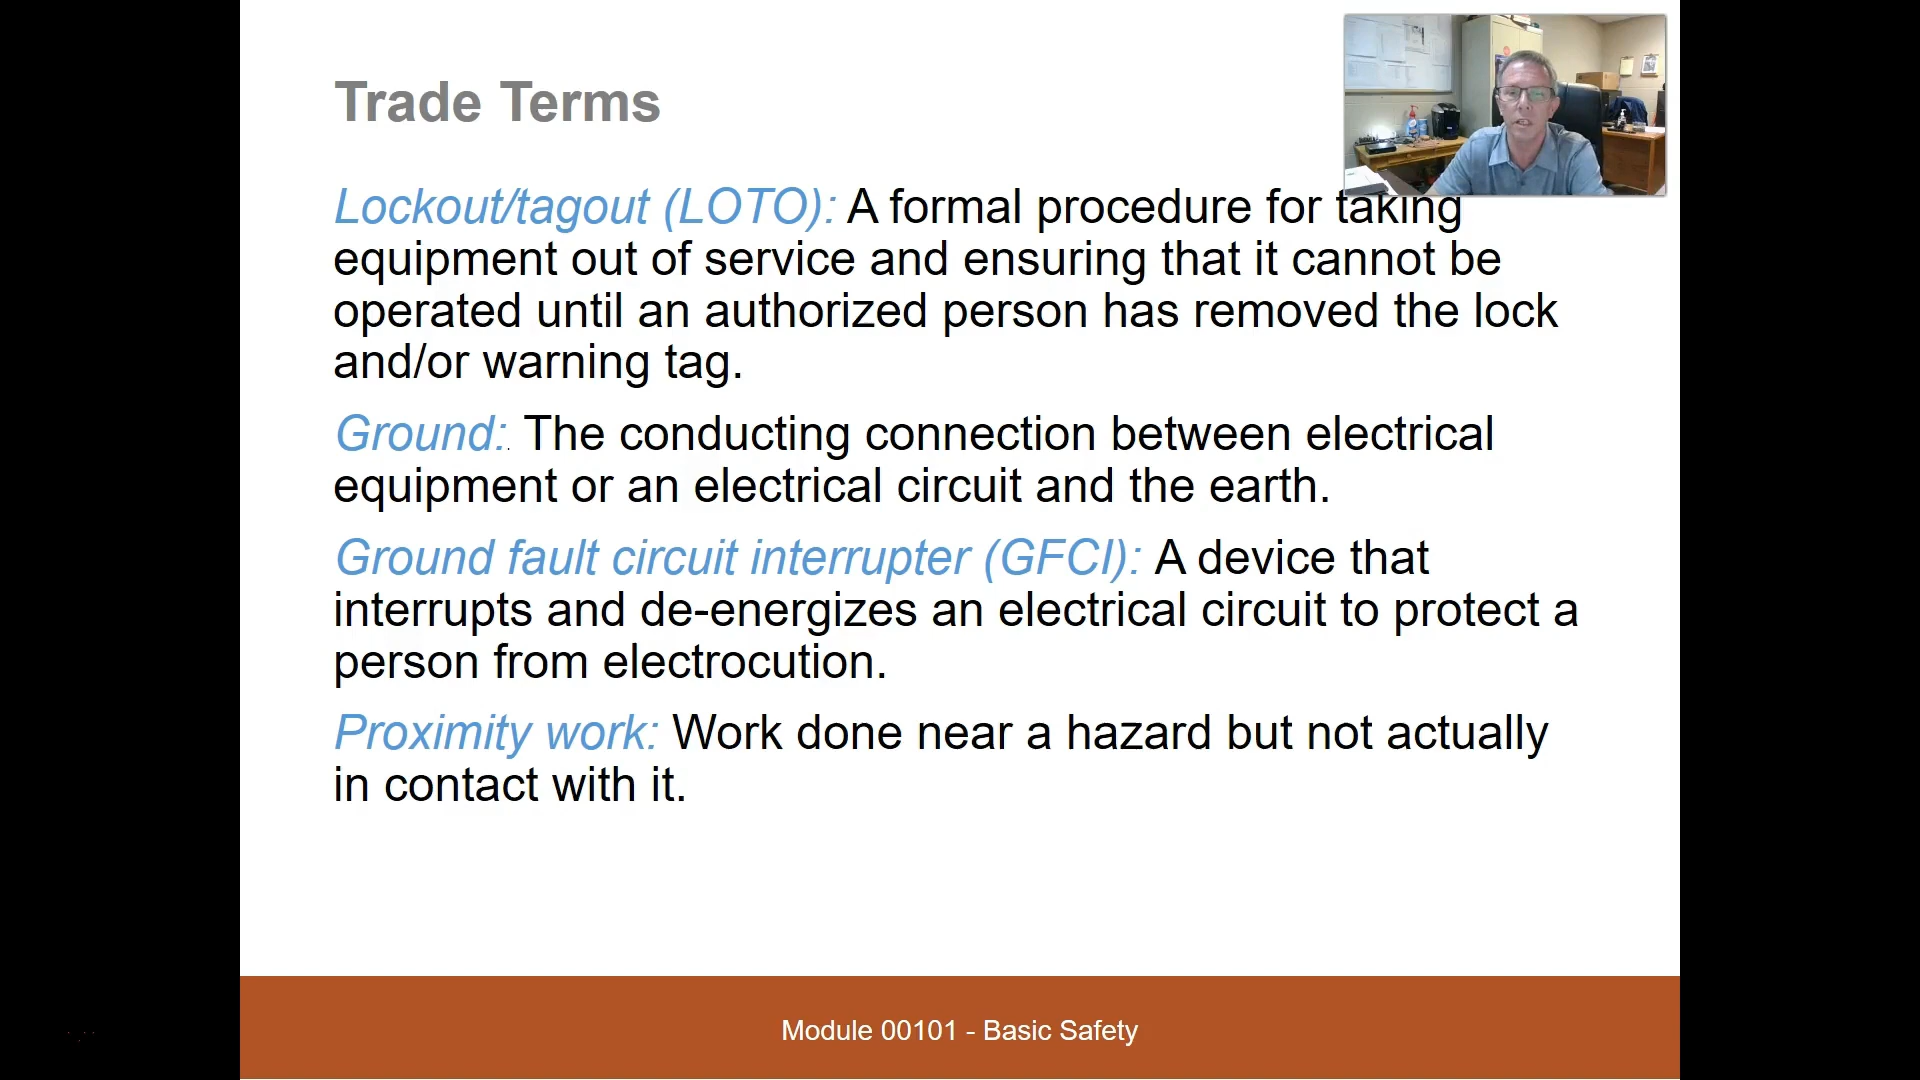 Trade Terms
Lockout/tagout (LOTO): A formal procedure for taking
equipment out of service and ensuring that it cannot be
operated until an authorized person has removed the lock
and/or warning tag.
Ground: The conducting connection between electrical
equipment or an electrical circuit and the earth.
Ground fault circuit interrupter (GFCI): A device that
interrupts and de-energizes an electrical circuit to protect a
person from electrocution.
Proximity work: Work done near a hazard but not actually
in contact with it.
Module 00101 - Basic Safety